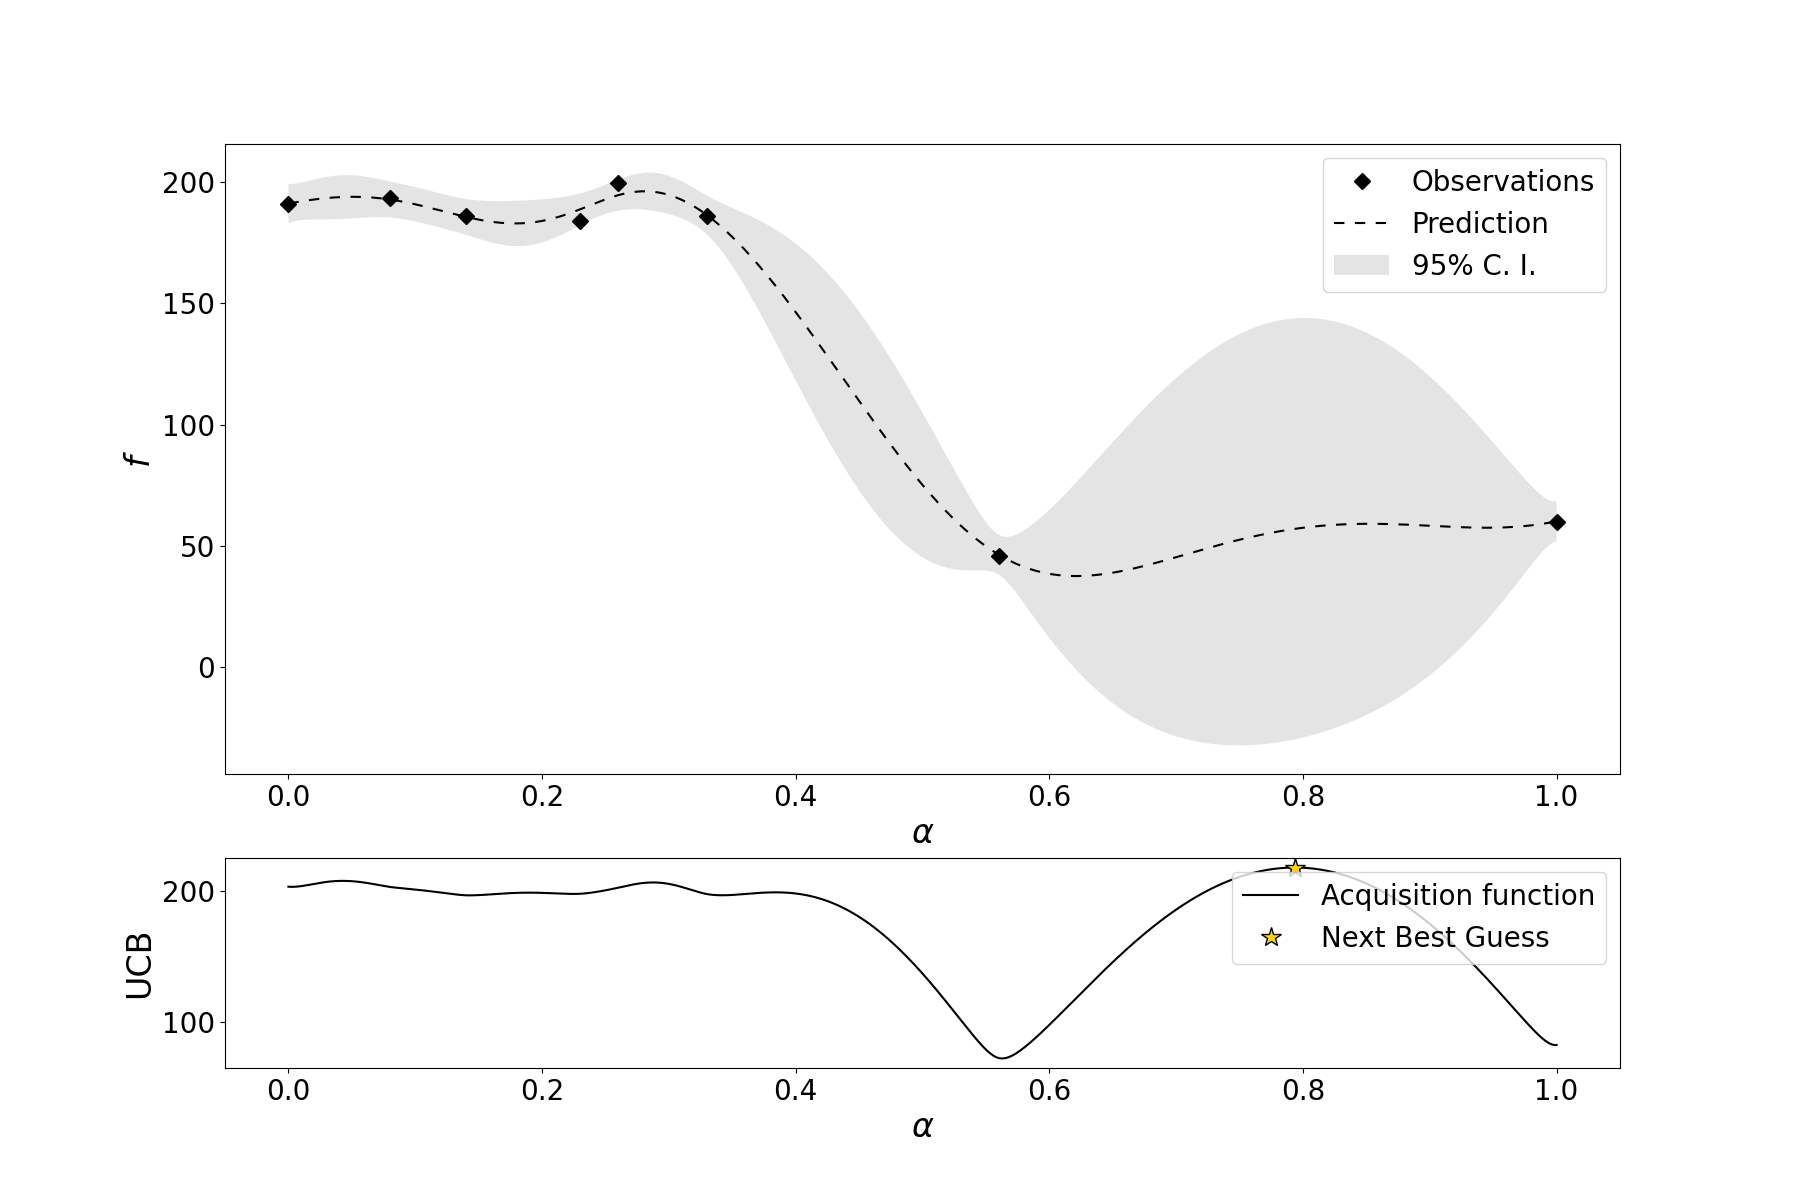 200
150
100
50
0
f
Observations
Prediction
95% C. I.
0.0 0.2 0.4 0.6 0.8 1.0
α
200
100
UCB
Acquisition function
Next Best Guess
0.0 0.2 0.4 0.6 0.8 1.0
α